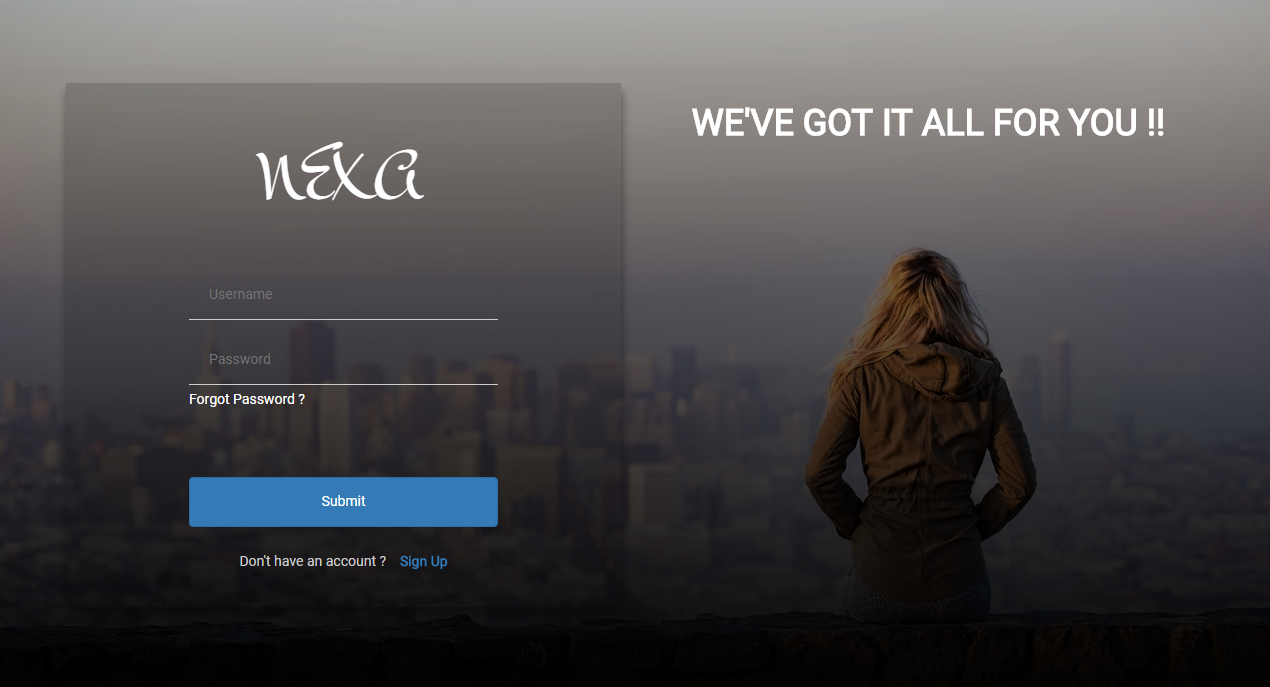 NEXA
Username
Password
Forgot Password ?
Submit
Don't have an account ? Sign Up
WE'VE GOT IT ALL FOR YOU !!